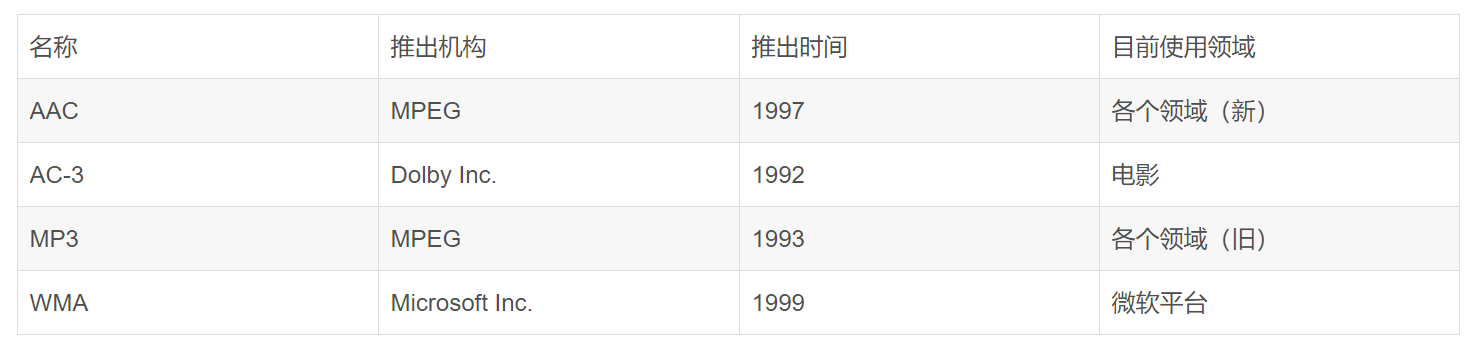 名称 推出机构 推出时间 目前使用领域
AAC MPEG 1997 各个领域（新）
AC-3 Dolby Inc. 1992 电影
MP3 MPEG 1993 各个领域（旧）
WMA Microsoft Inc. 1999 微软平台